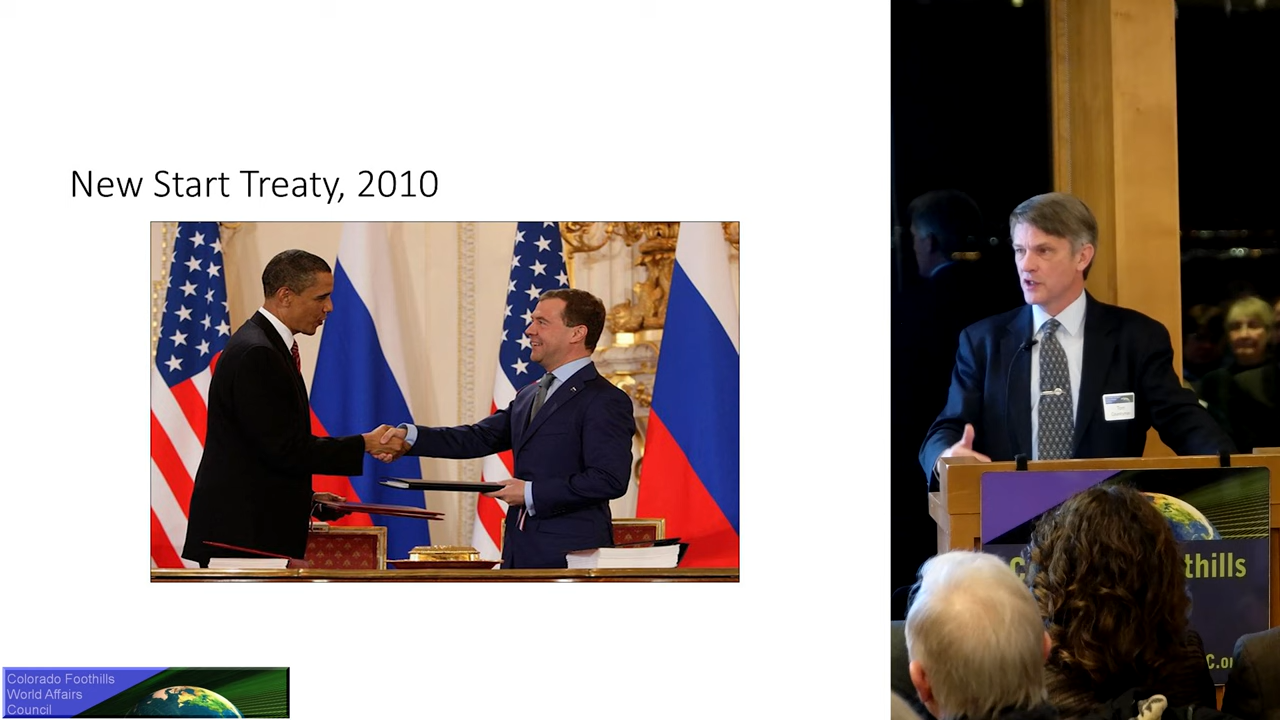 New Start Treaty, 2010
Colorado Foothills
World Affairs
Council
thills